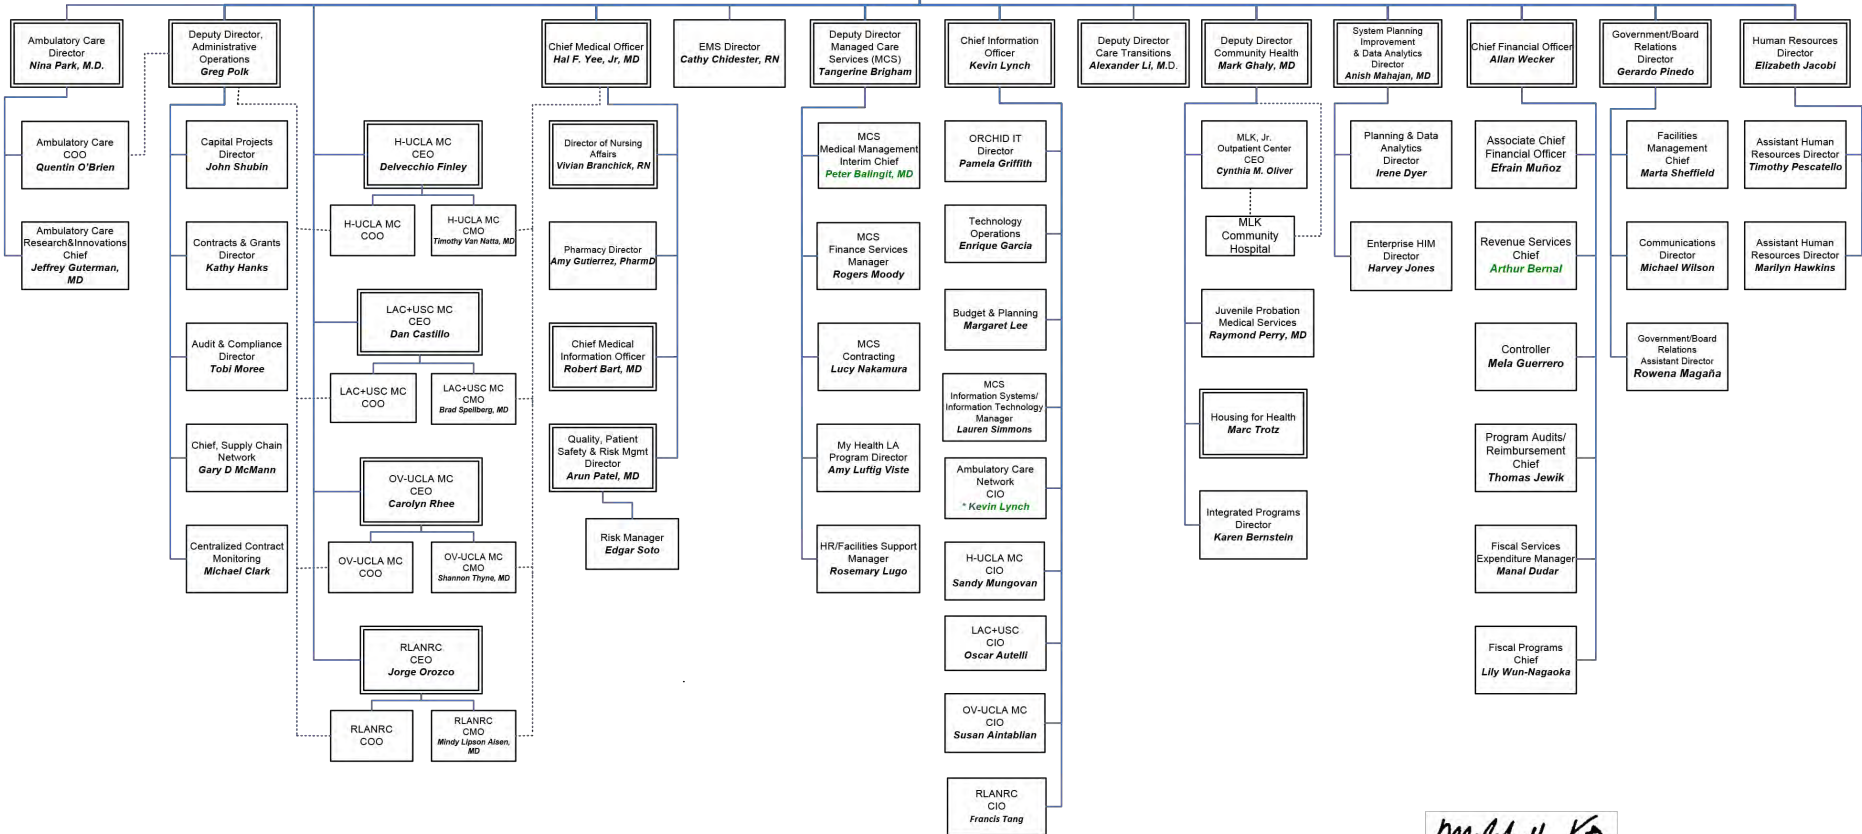 Ambulatory Care
Director
Nina Park, M.D.
Deputy Director,
Administrative
Operations
Greg Polk
Chief Medical Officer
Hal F. Yee, Jr, MD
EMS Director
Cathy Chidester, RN
Deputy Director
Managed Care
Services (MCS)
Tangerine Brigham
Chief Information
Officer
Kevin Lynch
Deputy Director
Care Transitions
Alexander Li, M.D.
Deputy Director
Community Health
Mark Ghaly, MD
System Planning
Improvement
& Data Analytics
Director
Anish Mahajan, MD
Chief Financial Officer
Allan Wecker
Government/Board
Relations
Director
Gerardo Pinedo
Human Resources
Director
Elizabeth Jacobi
Ambulatory Care
COO
Quentin O'Brien
Ambulatory Care
Research&Innovations
Chief
Jeffrey Guterman,
MD
Capital Projects
Director
John Shubin
Contracts & Grants
Director
Kathy Hanks
Audit & Compliance
Director
Tobi Moree
Chief, Supply Chain
Network
Gary D McMann
Centralized Contract
Monitoring
Michael Clark
H-UCLA MC
CEO
Delvecchio Finley
H-UCLA MC
COO
H-UCLA MC
CMO
Timothy Van Natta, MD
LAC+USC MC
CEO
Dan Castillo
LAC+USC MC
COO
LAC+USC MC
CMO
Brad Spellberg, MD
OV-UCLA MC
CEO
Carolyn Rhee
OV-UCLA MC
COO
OV-UCLA MC
CMO
Shannon Thyne, MD
RLANRC
CEO
Jorge Orozco
RLANRC
COO
RLANRC
CMO
Mindy Lipson Aisen,
MD
Director of Nursing
Affairs
Vivian Branchick, RN
Pharmacy Director
Amy Gutierrez, PharmD
Chief Medical
Information Officer
Robert Bart, MD
Quality, Patient
Safety & Risk Mgmt
Director
Arun Patel, MD
Risk Manager
Edgar Soto
MCS
Medical Management
Interim Chief
Peter Balingit, MD
MCS
Finance Services
Manager
Rogers Moody
MCS
Contracting
Lucy Nakamura
My Health LA
Program Director
Amy Luftig Viste
HR/Facilities Support
Manager
Rosemary Lugo
ORCHID IT
Director
Pamela Griffith
Technology
Operations
Enrique Garcia
Budget & Planning
Margaret Lee
MCS
Information Systems/
Information Technology
Manager
Lauren Simmons
Ambulatory Care
Network
CIO
* Kevin Lynch
H-UCLA MC
CIO
Sandy Mungovan
LAC+USC
CIO
Oscar Autelli
OV-UCLA MC
CIO
Susan Aintablian
RLANRC
CIO
Francis Tang
MLK, Jr.
Outpatient Center
CEO
Cynthia M. Oliver
MLK
Community
Hospital
Juvenile Probation
Medical Services
Raymond Perry, MD
Housing for Health
Marc Trotz
Integrated Programs
Director
Karen Bernstein
Planning & Data
Analytics
Director
Irene Dyer
Enterprise HIM
Director
Harvey Jones
Associate Chief
Financial Officer
Efrain Muñoz
Revenue Services
Chief
Arthur Bernal
Controller
Mela Guerrero
Program Audits/
Reimbursement
Chief
Thomas Jewik
Fiscal Services
Expenditure Manager
Manal Dudar
Fiscal Programs
Chief
Lily Wun-Nagaoka
Facilities
Management
Chief
Marta Sheffield
Communications
Director
Michael Wilson
Government/Board
Relations
Assistant Director
Rowena Magaña
Assistant Human
Resources Director
Timothy Pescatello
Assistant Human
Resources Director
Marilyn Hawkins